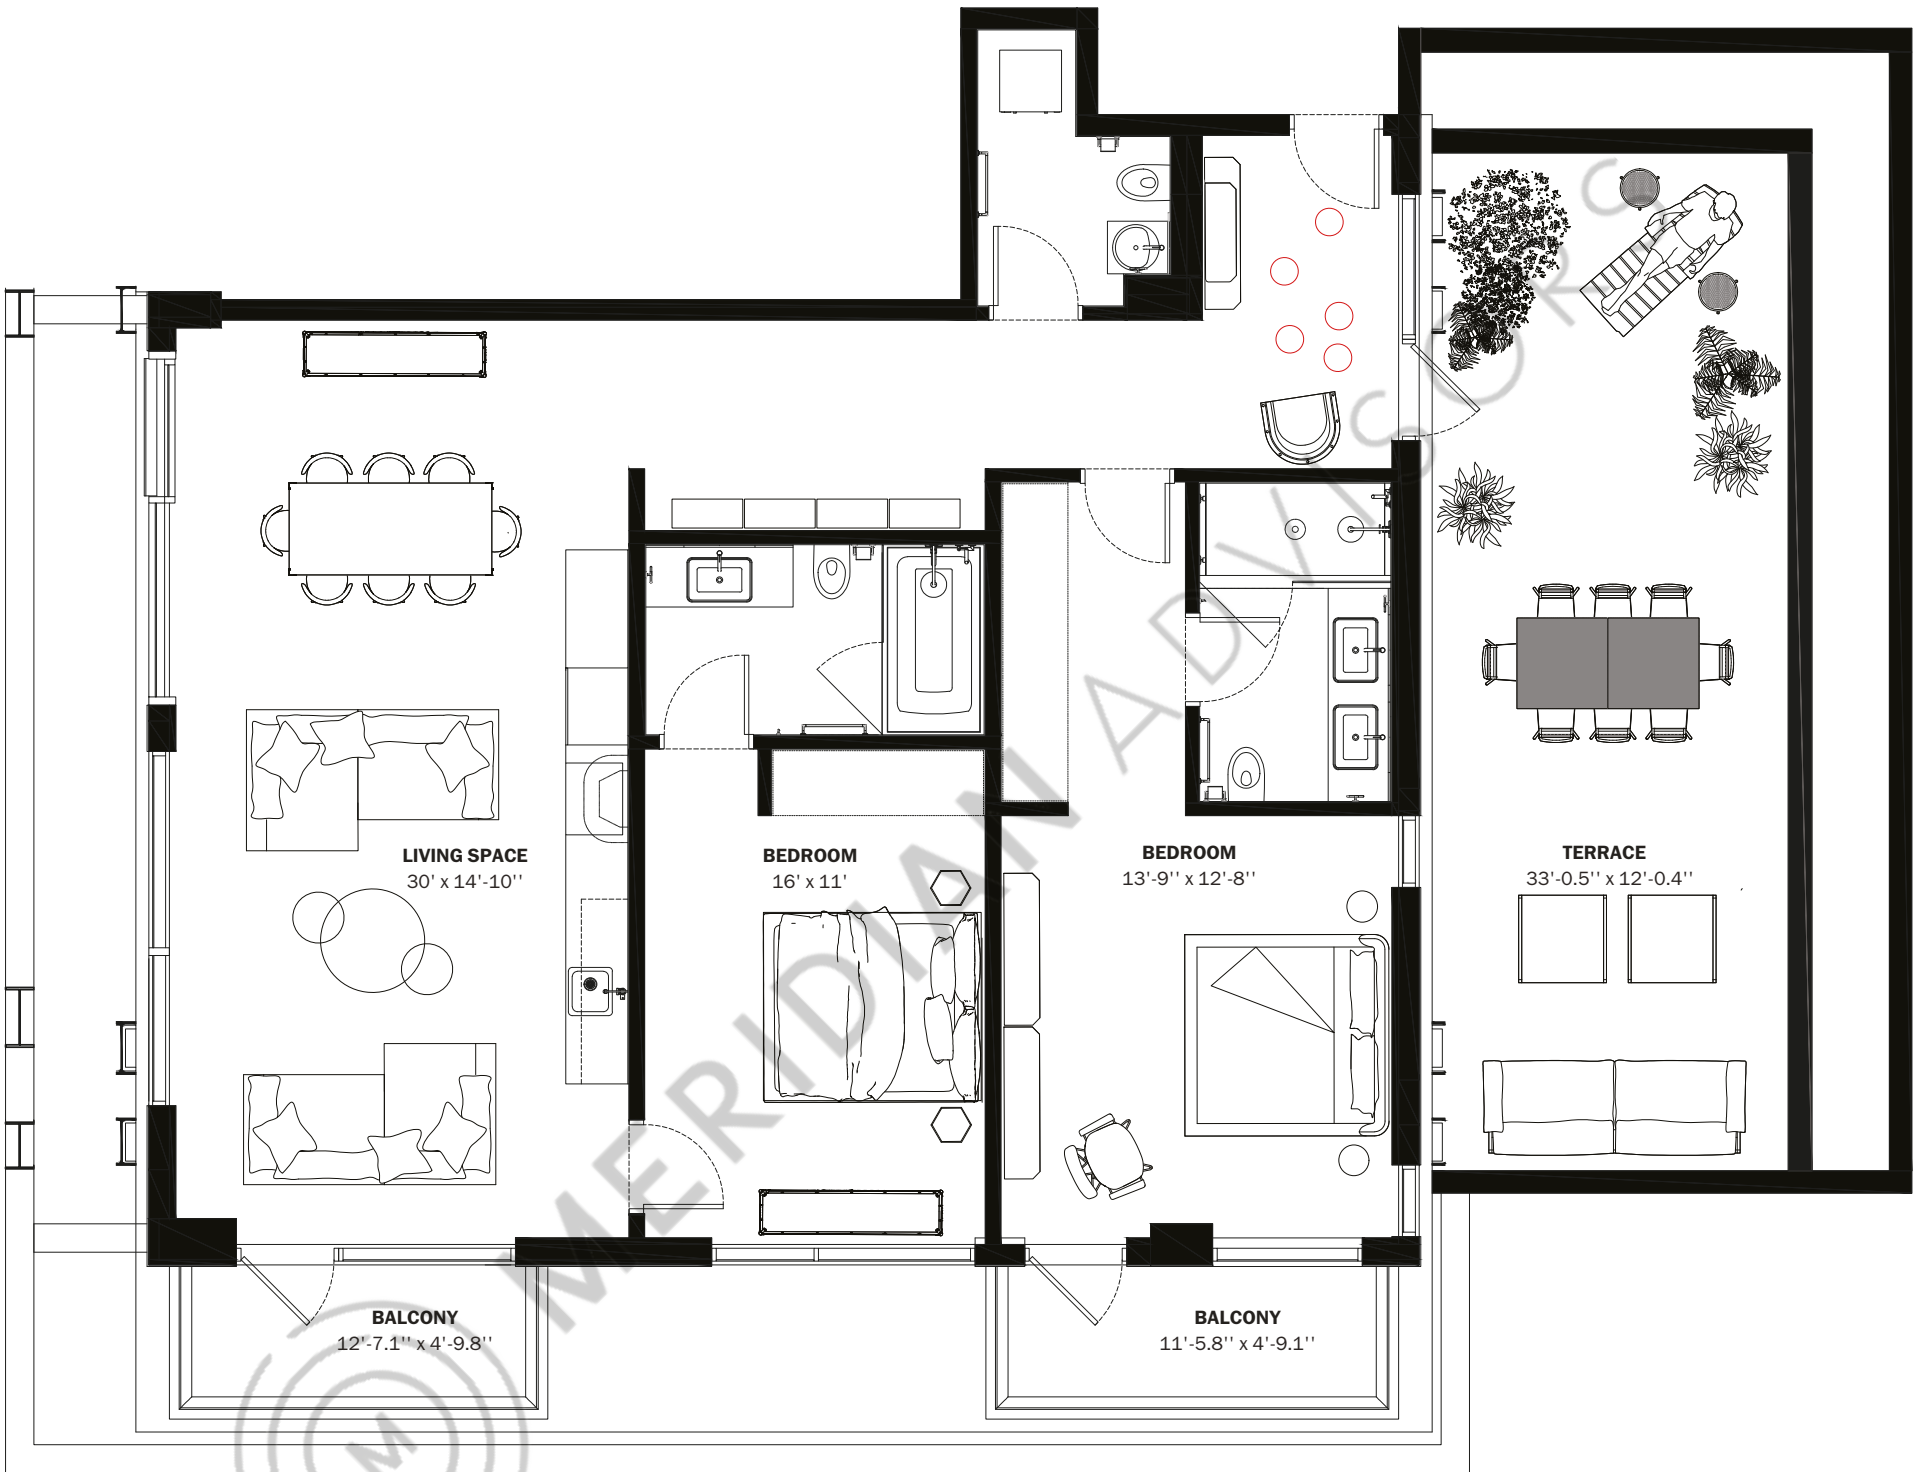 LIVING SPACE
30' x 14'-10''
BEDROOM
16' x 11'
BEDROOM
13'-9'' x 12'-8''
TERRACE
33'-0.5'' x 12'-0.4''
BALCONY
12'-7.1'' x 4'-9.8''
BALCONY
11'-5.8'' x 4'-9.1''
M MERIDIAN ADVISORS